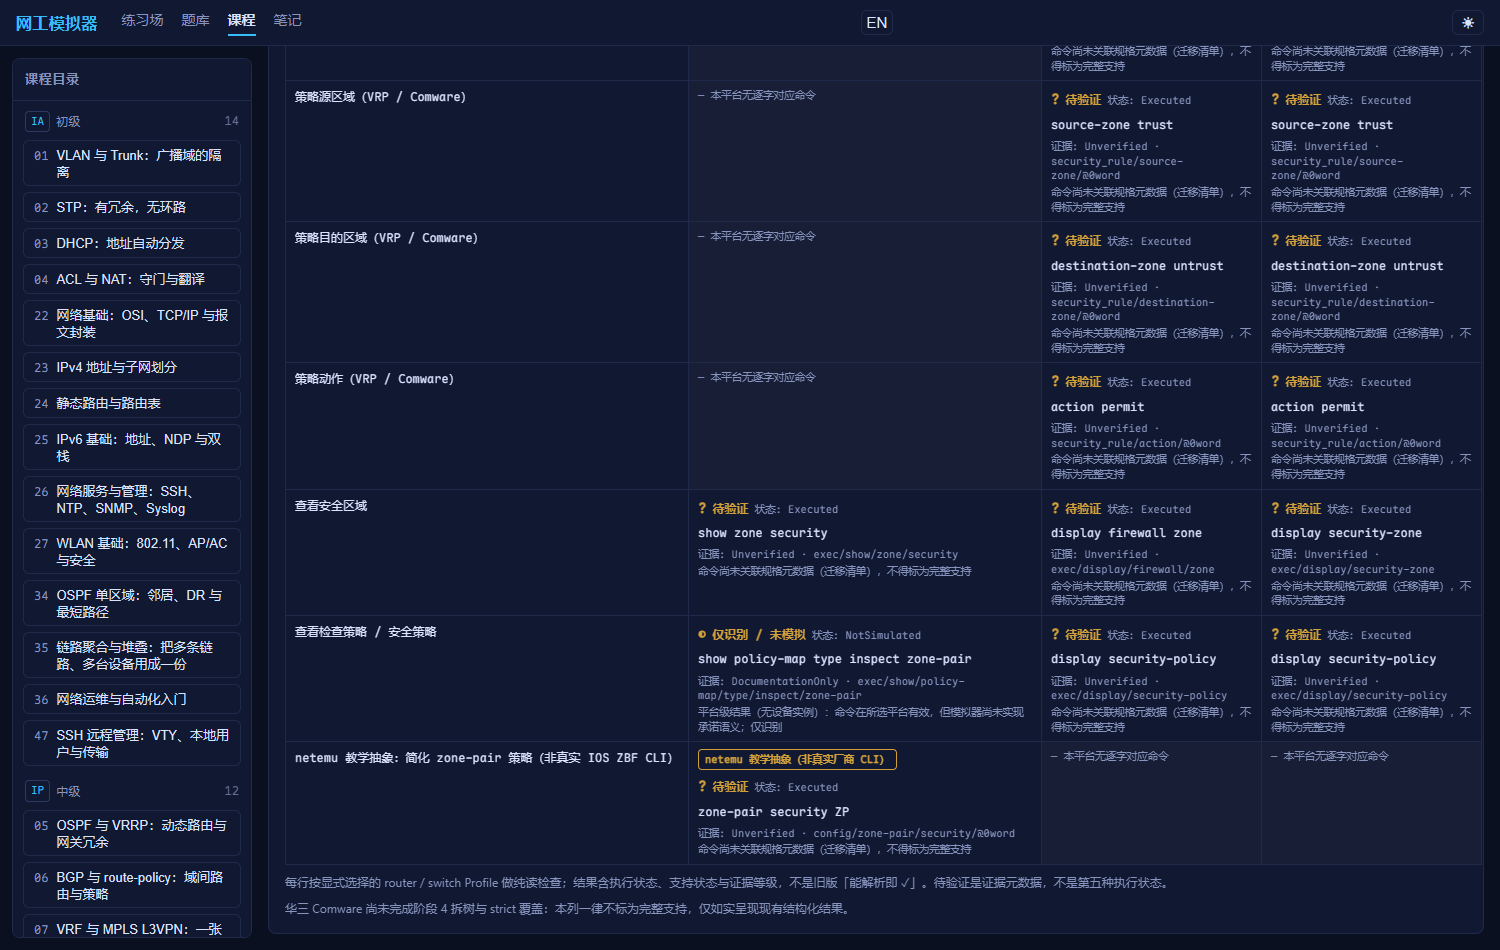 网工模拟器 练习场 题库 课程 笔记 EN
课程目录
IA 初级 14
01 VLAN 与 Trunk：广播域的隔
离
02 STP：有冗余，无环路
03 DHCP：地址自动分发
04 ACL 与 NAT：守门与翻译
22 网络基础：OSI、TCP/IP 与报
文封装
23 IPv4 地址与子网划分
24 静态路由与路由表
25 IPv6 基础：地址、NDP 与双
栈
26 网络服务与管理：SSH、
NTP、SNMP、Syslog
27 WLAN 基础：802.11、AP/AC
与安全
34 OSPF 单区域：邻居、DR 与
最短路径
35 链路聚合与堆叠：把多条链
路、多台设备用成一份
36 网络运维与自动化入门
47 SSH 远程管理：VTY、本地用
户与传输
IP 中级 12
05 OSPF 与 VRRP：动态路由与
网关冗余
06 BGP 与 route-policy：域间路
由与策略
07 VRF 与 MPLS L3VPN：一张
命令尚未关联规格元数据（迁移清单），不
得标为完整支持
命令尚未关联规格元数据（迁移清单），不
得标为完整支持
策略源区域（VRP / Comware）
— 本平台无逐字对应命令
? 待验证 状态: Executed
source-zone trust
证据: Unverified ·
security_rule/source-
zone/@0word
命令尚未关联规格元数据（迁移清单），不
得标为完整支持
? 待验证 状态: Executed
source-zone trust
证据: Unverified ·
security_rule/source-
zone/@0word
命令尚未关联规格元数据（迁移清单），不
得标为完整支持
策略目的区域（VRP / Comware）
— 本平台无逐字对应命令
? 待验证 状态: Executed
destination-zone untrust
证据: Unverified ·
security_rule/destination-
zone/@0word
命令尚未关联规格元数据（迁移清单），不
得标为完整支持
? 待验证 状态: Executed
destination-zone untrust
证据: Unverified ·
security_rule/destination-
zone/@0word
命令尚未关联规格元数据（迁移清单），不
得标为完整支持
策略动作（VRP / Comware）
— 本平台无逐字对应命令
? 待验证 状态: Executed
action permit
证据: Unverified ·
security_rule/action/@0word
命令尚未关联规格元数据（迁移清单），不
得标为完整支持
? 待验证 状态: Executed
action permit
证据: Unverified ·
security_rule/action/@0word
命令尚未关联规格元数据（迁移清单），不
得标为完整支持
查看安全区域
? 待验证 状态: Executed
show zone security
证据: Unverified · exec/show/zone/security
命令尚未关联规格元数据（迁移清单），不得标为完整支持
? 待验证 状态: Executed
display firewall zone
证据: Unverified ·
exec/display/firewall/zone
命令尚未关联规格元数据（迁移清单），不
得标为完整支持
? 待验证 状态: Executed
display security-zone
证据: Unverified ·
exec/display/security-zone
命令尚未关联规格元数据（迁移清单），不
得标为完整支持
查看检查策略 / 安全策略
◐ 仅识别 / 未模拟 状态: NotSimulated
show policy-map type inspect zone-pair
证据: DocumentationOnly · exec/show/policy-
map/type/inspect/zone-pair
平台级结果（无设备实例）：命令在所选平台有效，但模拟器尚未实现
承诺语义；仅识别
? 待验证 状态: Executed
display security-policy
证据: Unverified ·
exec/display/security-policy
命令尚未关联规格元数据（迁移清单），不
得标为完整支持
? 待验证 状态: Executed
display security-policy
证据: Unverified ·
exec/display/security-policy
命令尚未关联规格元数据（迁移清单），不
得标为完整支持
netemu 教学抽象：简化 zone-pair 策略（非真实 IOS ZBF CLI）
netemu 教学抽象（非真实厂商 CLI）
? 待验证 状态: Executed
zone-pair security ZP
证据: Unverified · config/zone-pair/security/@0word
命令尚未关联规格元数据（迁移清单），不得标为完整支持
— 本平台无逐字对应命令
— 本平台无逐字对应命令
每行按显式选择的 router / switch Profile 做纯读检查；结果含执行状态、支持状态与证据等级，不是旧版「能解析即 ✓」。待验证是证据元数据，不是第五种执行状态。
华三 Comware 尚未完成阶段 4 拆树与 strict 覆盖：本列一律不标为完整支持，仅如实呈现现有结构化结果。